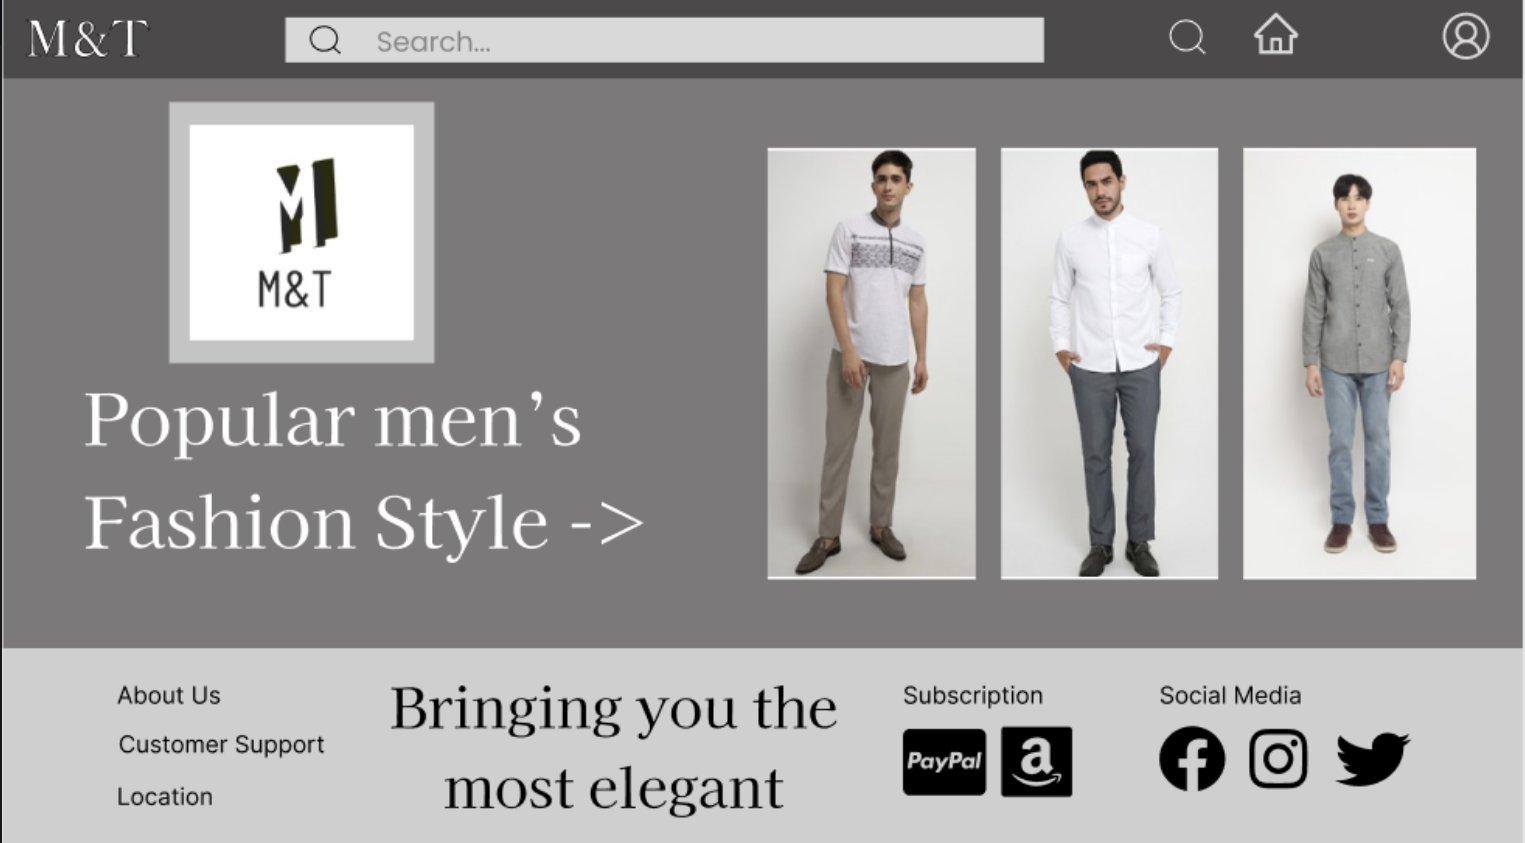 M&T
Search...
M&T
Popular men’s
Fashion Style ->
About Us
Customer Support
Location
Bringing you the
most elegant
Subscription
PayPal
a
Social Media